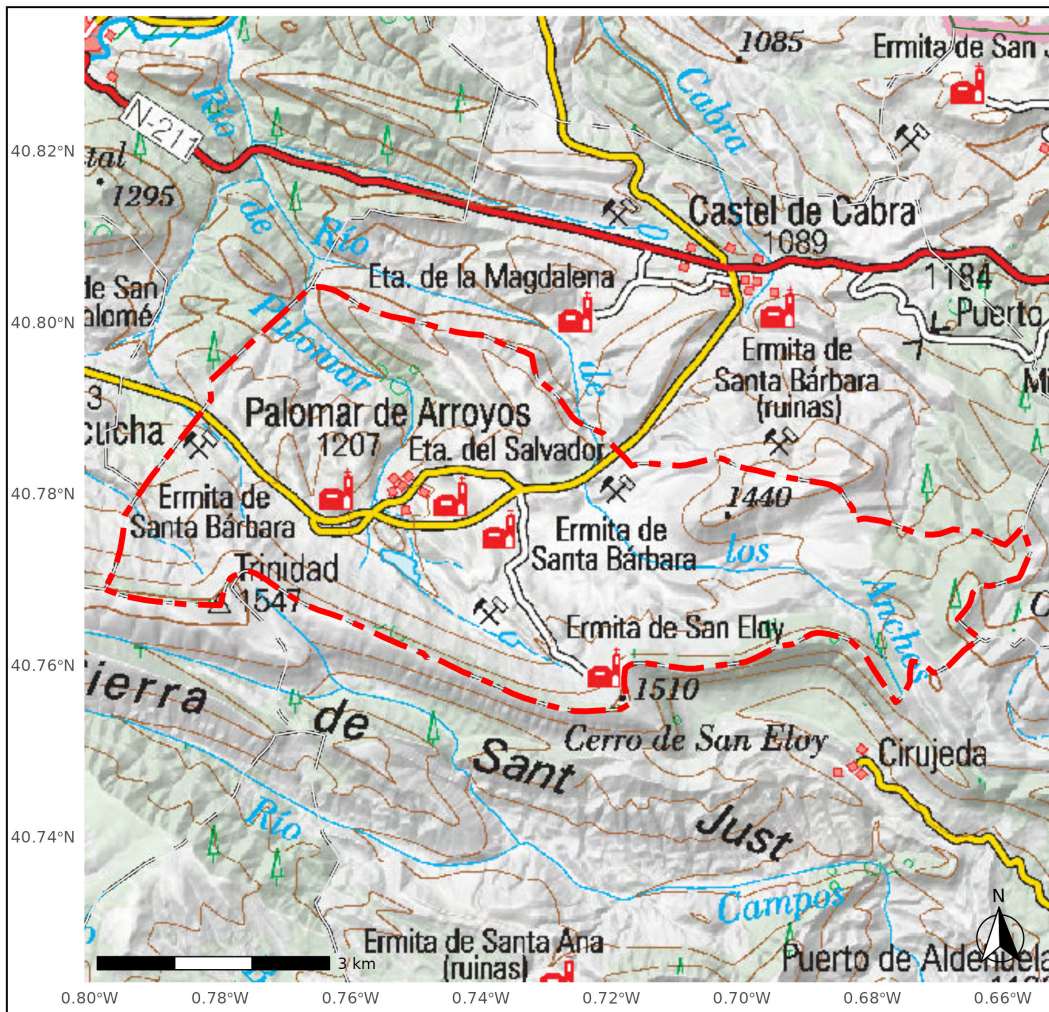 1085
Ermita de San J
Río
Cabra
N-211
40.82°N
1295
de
Castel de Cabra
1089
Río
Eta. de la Magdalena
1184
de San
alomé
Puerto
40.80°N
Palomar
de
Ermita de
Santa Bárbara
(ruinas)
Mi
3
cucha
Palomar de Arroyos
1207
Eta. del Salvador
40.78°N
1440
Ermita de
Santa Bárbara
Ermita de
Santa Bárbara
los
Trinidad
1547
Anches
Ermita de San Eloy
40.76°N
1510
ierra
de
Cerro de San Eloy
Cirujeda
Sant
Río
Just
40.74°N
Campos
N
Ermita de Santa Ana
(ruinas)
Puerto de Aldehuela
3 km
0.80°W 0.78°W 0.76°W 0.74°W 0.72°W 0.70°W 0.68°W 0.66°W